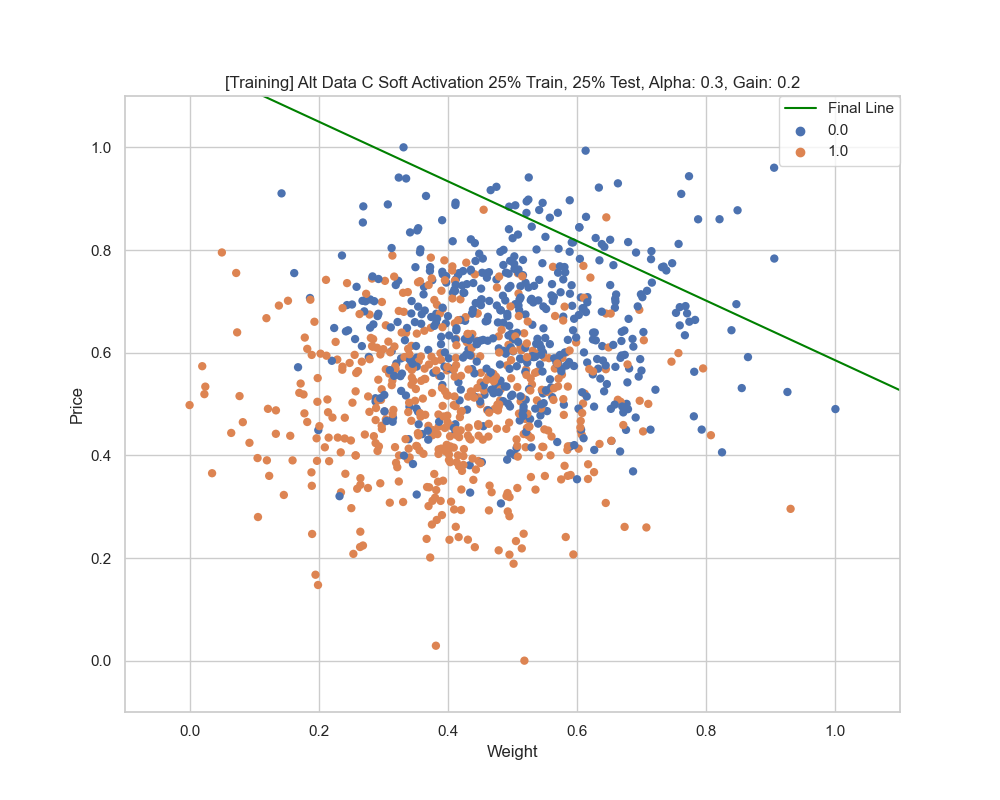 [Training] Alt Data C Soft Activation 25% Train, 25% Test, Alpha: 0.3, Gain: 0.2
Final Line
0.0
1.0
1.0
0.8
0.6
0.4
0.2
0.0
Price
0.0 0.2 0.4 0.6 0.8 1.0
Weight